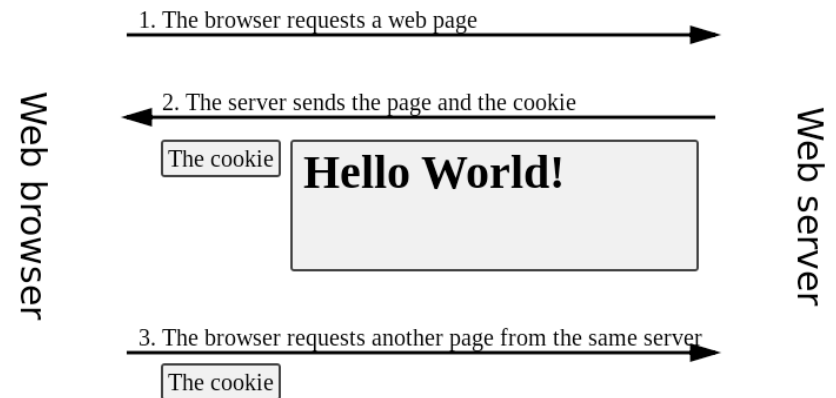 1. The browser requests a web page
2. The server sends the page and the cookie
The cookie
Hello World!
Web browser
Web server
3. The browser requests another page from the same server
The cookie